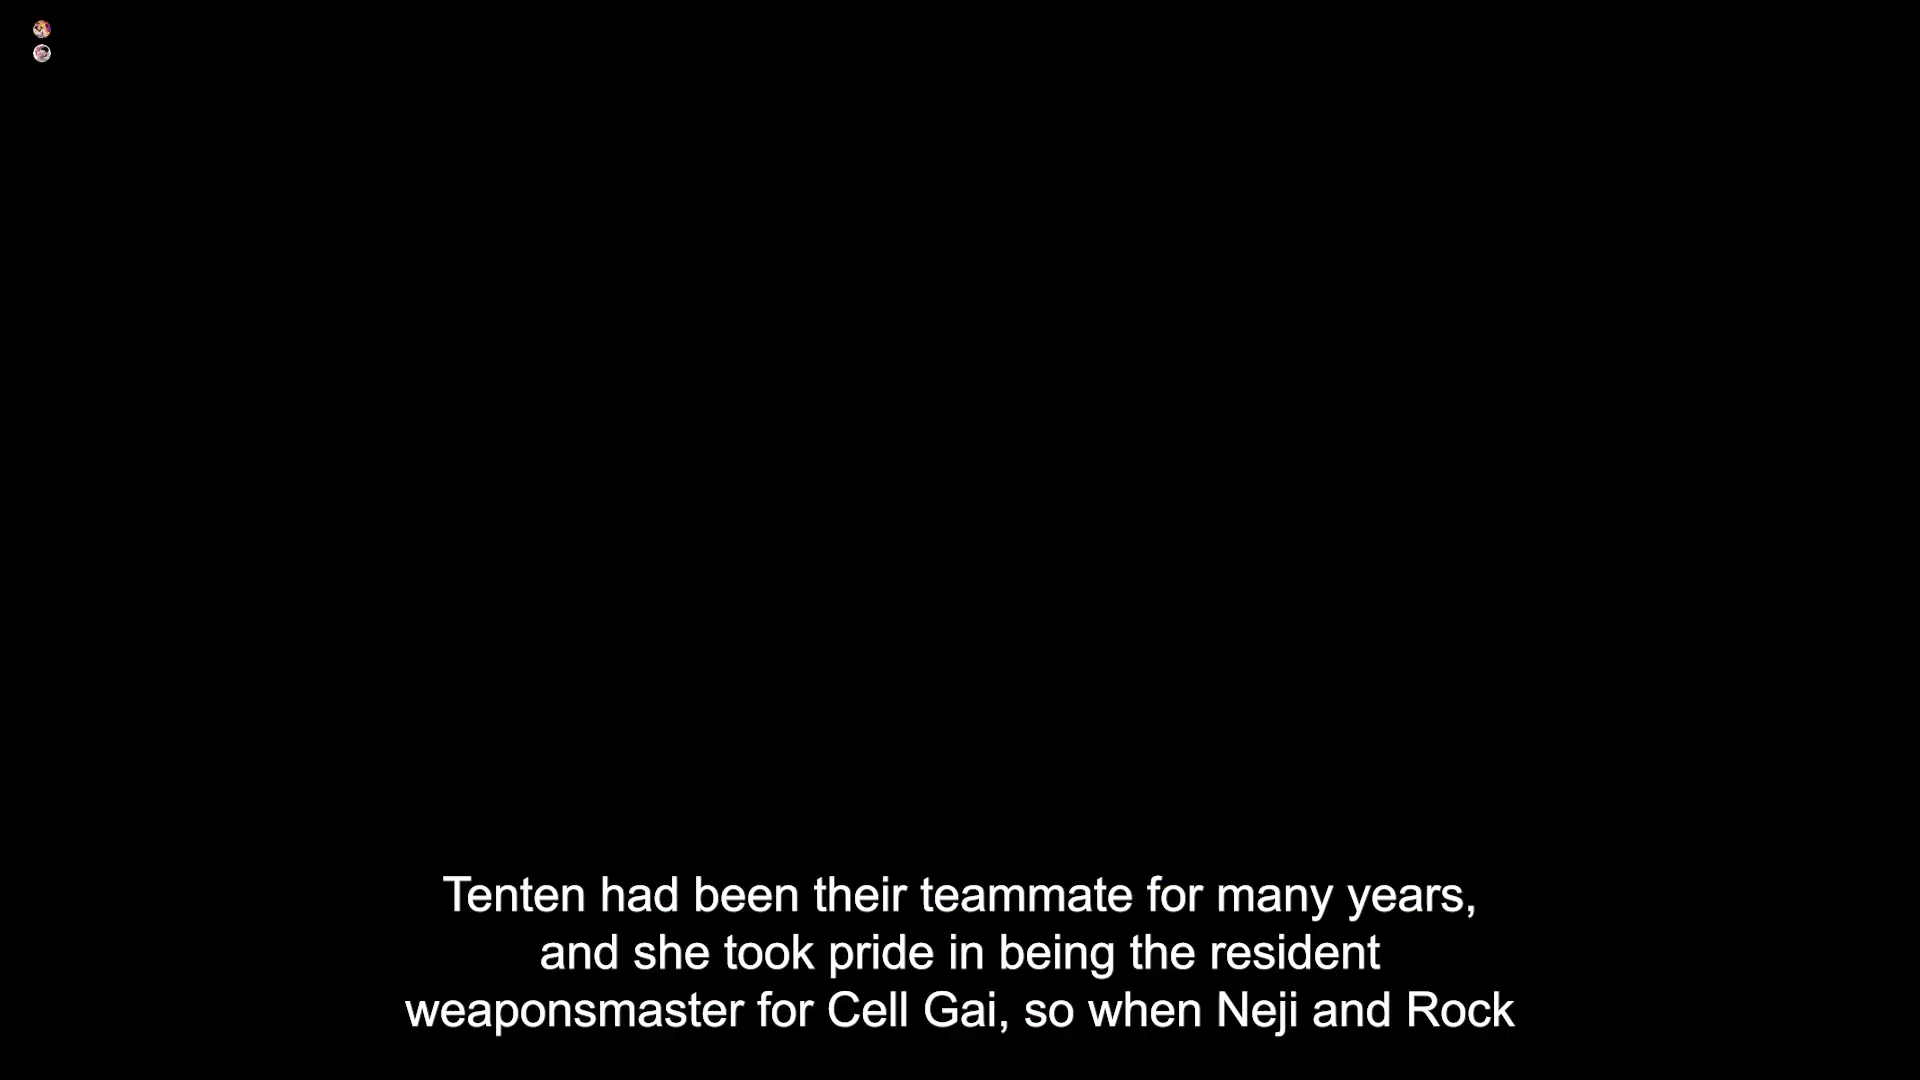 Tenten had been their teammate for many years,
and she took pride in being the resident
weaponsmaster for Cell Gai, so when Neji and Rock